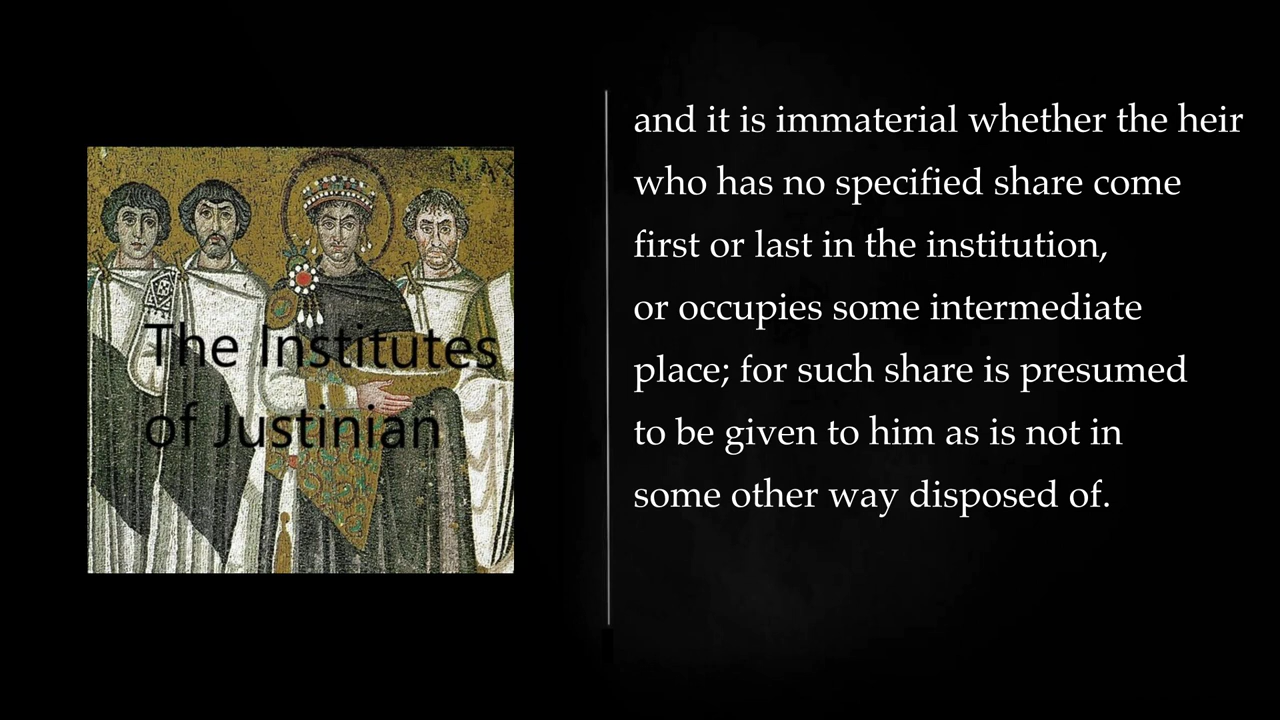 MAX
The Institutes
of Justinian
and it is immaterial whether the heir
who has no specified share come
first or last in the institution,
or occupies some intermediate
place; for such share is presumed
to be given to him as is not in
some other way disposed of.